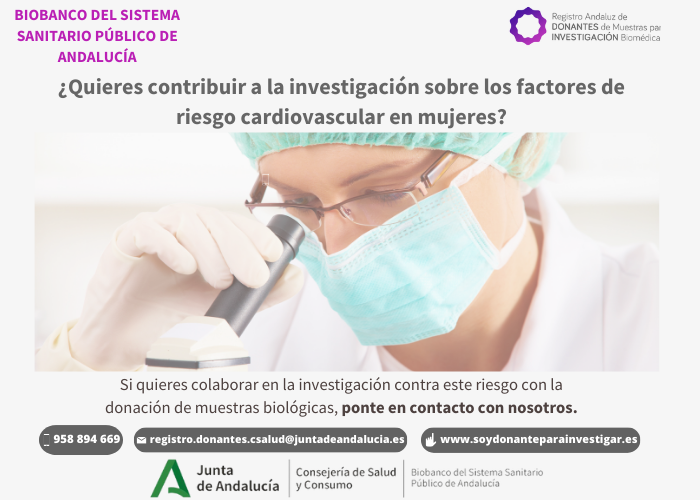 BIOBANCO DEL SISTEMA
SANITARIO PÚBLICO DE
ANDALUCÍA
Registro Andaluz de
DONANTES de Muestras par
INVESTIGACIÓN Biomédica
¿Quieres contribuir a la investigación sobre los factores de
riesgo cardiovascular en mujeres?
Si quieres colaborar en la investigación contra este riesgo con la
donación de muestras biológicas, ponte en contacto con nosotros.
958 894 669
registro.donantes.csalud@juntadeandalucia.es
www.soydonanteparainvestigar.es
Junta
de Andalucía
Consejería de Salud
y Consumo
Biobanco del Sistema Sanitario
Público de Andalucía